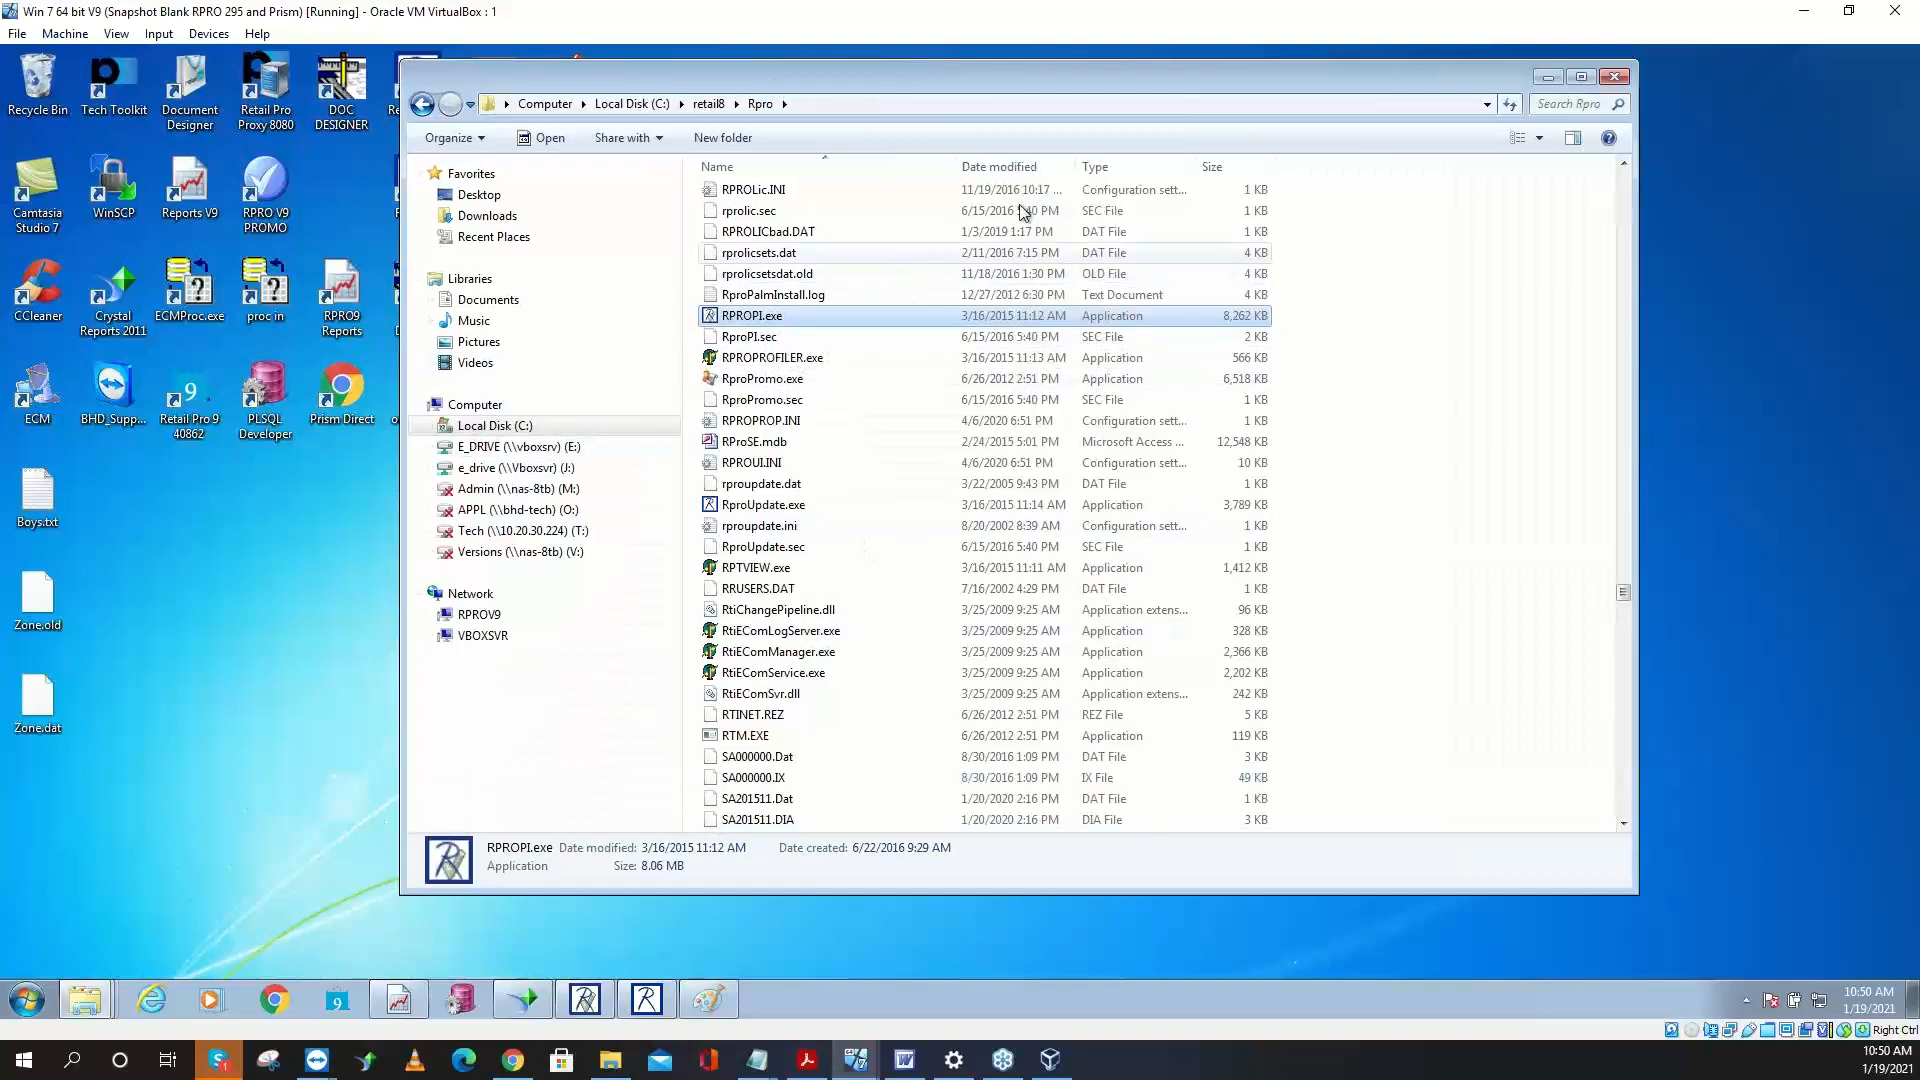 Win 7 64 bit V9 (Snapshot Blank RPRO 295 and Prism) [Running] - Oracle VM VirtualBox : 1
File Machine View Input Devices Help
Recycle Bin
Tech Toolkit
Document Designer
Retail Pro Proxy 8080
DOC DESIGNER
Camtasia Studio 7
WinSCP
Reports V9
RPRO V9 PROMO
CCleaner
Crystal Reports 2011
ECMProc.exe
proc in
RPRO9 Reports
ECM
BHD_Supp...
Retail Pro 9 40862
PLSQL Developer
Prism Direct
Boys.txt
Zone.old
Zone.dat
Computer Local Disk (C:) retail8 Rpro
Search Rpro
Organize Open Share with New folder
Favorites
Desktop
Downloads
Recent Places
Libraries
Documents
Music
Pictures
Videos
Computer
Local Disk (C:)
E_DRIVE (\\vboxsrv) (E:)
e_drive (\\Vboxsvr) (J:)
Admin (\\nas-8tb) (M:)
APPL (\\bhd-tech) (O:)
Tech (\\10.20.30.224) (T:)
Versions (\\nas-8tb) (V:)
Network
RPROV9
VBOXSVR
Name Date modified Type Size
RPROLic.INI 11/19/2016 10:17 ... Configuration sett... 1 KB
rprolic.sec 6/15/2016 PM SEC File 1 KB
RPROLICbad.DAT 1/3/2019 1:17 PM DAT File 1 KB
rprolicsets.dat 2/11/2016 7:15 PM DAT File 4 KB
rprolicsetsdat.old 11/18/2016 1:30 PM OLD File 4 KB
RproPalmInstall.log 12/27/2012 6:30 PM Text Document 4 KB
RPROPI.exe 3/16/2015 11:12 AM Application 8,262 KB
RproPI.sec 6/15/2016 5:40 PM SEC File 2 KB
RPROPROFILER.exe 3/16/2015 11:13 AM Application 566 KB
RproPromo.exe 6/26/2012 2:51 PM Application 6,518 KB
RproPromo.sec 6/15/2016 5:40 PM SEC File 1 KB
RPROPROP.INI 4/6/2020 6:51 PM Configuration sett... 1 KB
RProSE.mdb 2/24/2015 5:01 PM Microsoft Access ... 12,548 KB
RPROUI.INI 4/6/2020 6:51 PM Configuration sett... 10 KB
rproupdate.dat 3/22/2005 9:43 PM DAT File 1 KB
RproUpdate.exe 3/16/2015 11:14 AM Application 3,789 KB
rproupdate.ini 8/20/2002 8:39 AM Configuration sett... 1 KB
RproUpdate.sec 6/15/2016 5:40 PM SEC File 1 KB
RPTVIEW.exe 3/16/2015 11:11 AM Application 1,412 KB
RRUSERS.DAT 7/16/2002 4:29 PM DAT File 1 KB
RtiChangePipeline.dll 3/25/2009 9:25 AM Application extens... 96 KB
RtiEComLogServer.exe 3/25/2009 9:25 AM Application 328 KB
RtiEComManager.exe 3/25/2009 9:25 AM Application 2,366 KB
RtiEComService.exe 3/25/2009 9:25 AM Application 2,202 KB
RtiEComSvr.dll 3/25/2009 9:25 AM Application extens... 242 KB
RTINET.REZ 6/26/2012 2:51 PM REZ File 5 KB
RTM.EXE 6/26/2012 2:51 PM Application 119 KB
SA000000.Dat 8/30/2016 1:09 PM DAT File 3 KB
SA000000.IX 8/30/2016 1:09 PM IX File 49 KB
SA201511.Dat 1/20/2020 2:16 PM DAT File 1 KB
SA201511.DIA 1/20/2020 2:16 PM DIA File 3 KB
RPROPI.exe Date modified: 3/16/2015 11:12 AM Date created: 6/22/2016 9:29 AM
Application Size: 8.06 MB
10:50 AM
1/19/2021
Right Ctrl
10:50 AM
1/19/2021